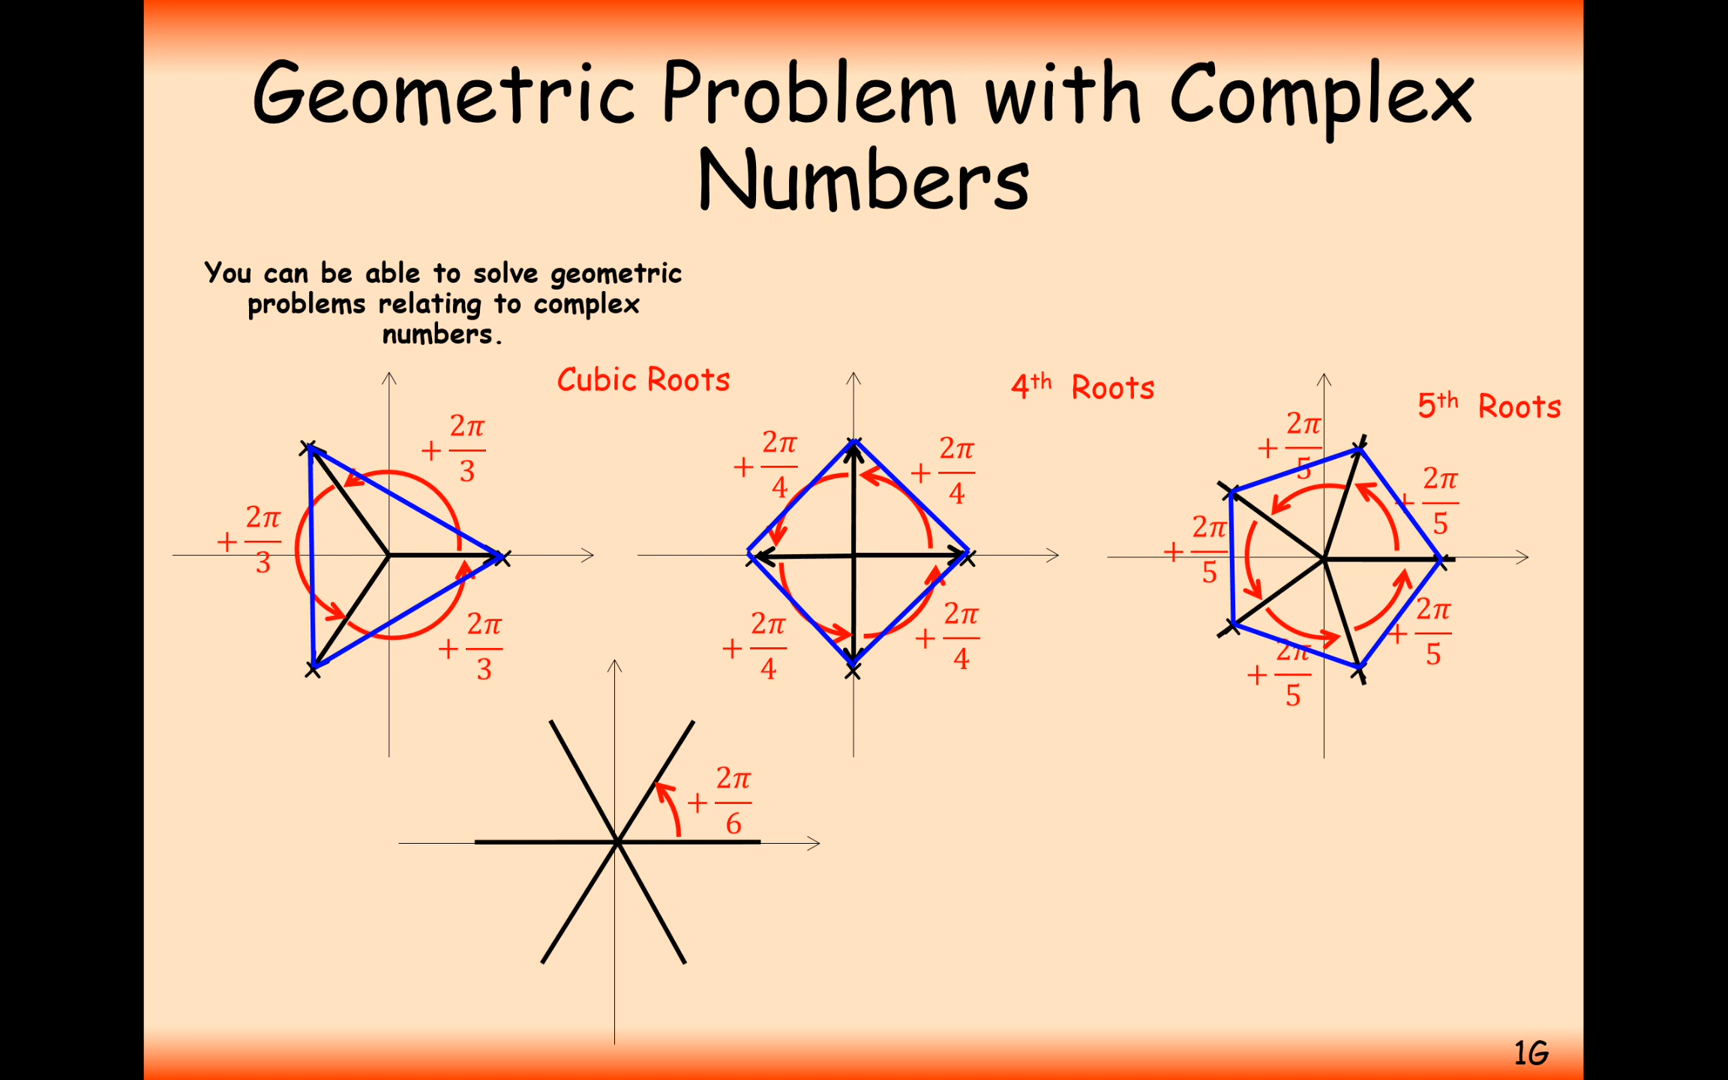 Geometric Problem with Complex
Numbers
You can be able to solve geometric
problems relating to complex
numbers.
Cubic Roots
+ 2π/3
+ 2π/3
+ 2π/3
4th Roots
+ 2π/4
+ 2π/4
+ 2π/4
+ 2π/4
5th Roots
+ 2π/5
+ 2π/5
+ 2π/5
+ 2π/5
+ 2π/5
+ 2π/6
1G